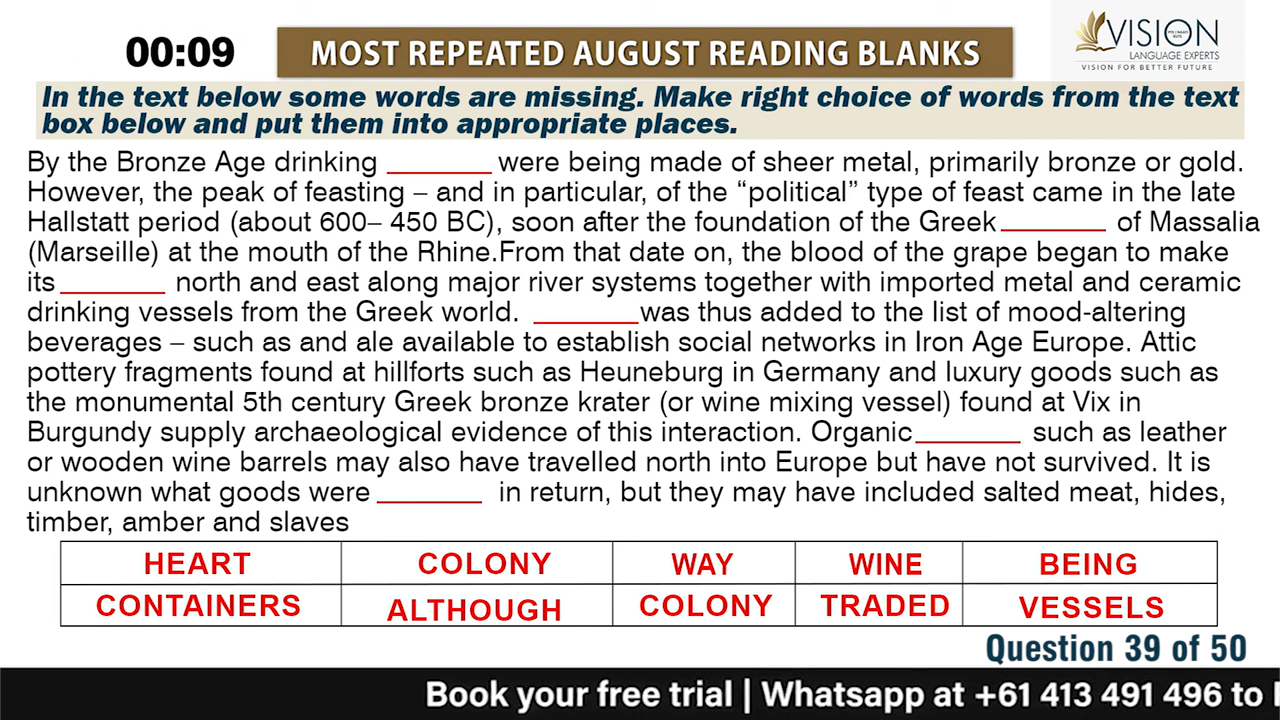 00:09
MOST REPEATED AUGUST READING BLANKS
VISION
LANGUAGE EXPERTS
VISION FOR BETTER FUTURE
In the text below some words are missing. Make right choice of words from the text
box below and put them into appropriate places.
By the Bronze Age drinking _______ were being made of sheer metal, primarily bronze or gold.
However, the peak of feasting – and in particular, of the “political” type of feast came in the late
Hallstatt period (about 600– 450 BC), soon after the foundation of the Greek _______ of Massalia
(Marseille) at the mouth of the Rhine.From that date on, the blood of the grape began to make
its _______ north and east along major river systems together with imported metal and ceramic
drinking vessels from the Greek world. _______ was thus added to the list of mood-altering
beverages – such as and ale available to establish social networks in Iron Age Europe. Attic
pottery fragments found at hillforts such as Heuneburg in Germany and luxury goods such as
the monumental 5th century Greek bronze krater (or wine mixing vessel) found at Vix in
Burgundy supply archaeological evidence of this interaction. Organic _______ such as leather
or wooden wine barrels may also have travelled north into Europe but have not survived. It is
unknown what goods were _______ in return, but they may have included salted meat, hides,
timber, amber and slaves
HEART COLONY WAY WINE BEING
CONTAINERS ALTHOUGH COLONY TRADED VESSELS
Question 39 of 50
Book your free trial | Whatsapp at +61 413 491 496 to